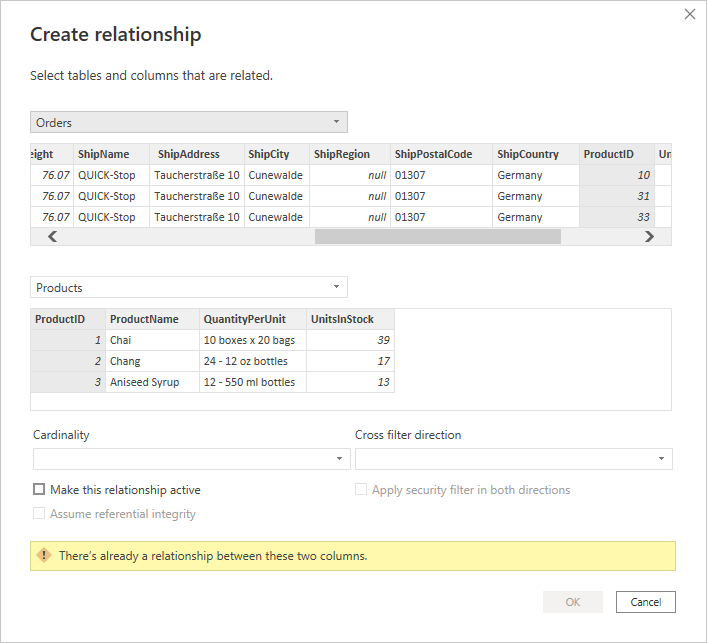 Create relationship
Select tables and columns that are related.
Orders
eight ShipName ShipAddress ShipCity ShipRegion ShipPostalCode ShipCountry ProductID Un
76.07 QUICK-Stop Taucherstraße 10 Cunewalde null 01307 Germany 10
76.07 QUICK-Stop Taucherstraße 10 Cunewalde null 01307 Germany 31
76.07 QUICK-Stop Taucherstraße 10 Cunewalde null 01307 Germany 33
Products
ProductID ProductName QuantityPerUnit UnitsInStock
1 Chai 10 boxes x 20 bags 39
2 Chang 24 - 12 oz bottles 17
3 Aniseed Syrup 12 - 550 ml bottles 13
Cardinality Cross filter direction
Make this relationship active Apply security filter in both directions
Assume referential integrity
There's already a relationship between these two columns.
OK Cancel